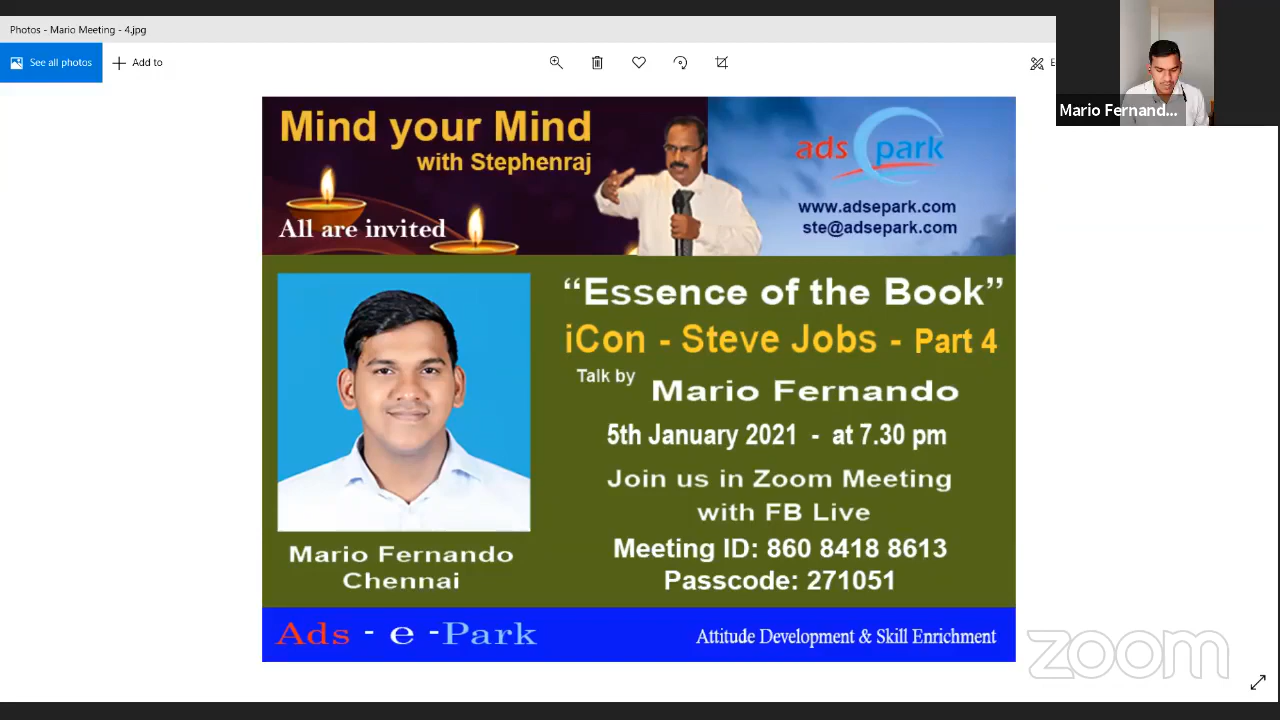 Photos - Mario Meeting - 4.jpg
See all photos
Add to
Mario Fernand...
Mind your Mind
with Stephenraj
All are invited
ads park
www.adsepark.com
ste@adsepark.com
“Essence of the Book”
iCon - Steve Jobs - Part 4
Talk by
Mario Fernando
5th January 2021 - at 7.30 pm
Join us in Zoom Meeting
with FB Live
Meeting ID: 860 8418 8613
Passcode: 271051
Mario Fernando
Chennai
Ads - e -Park
Attitude Development & Skill Enrichment
zoom